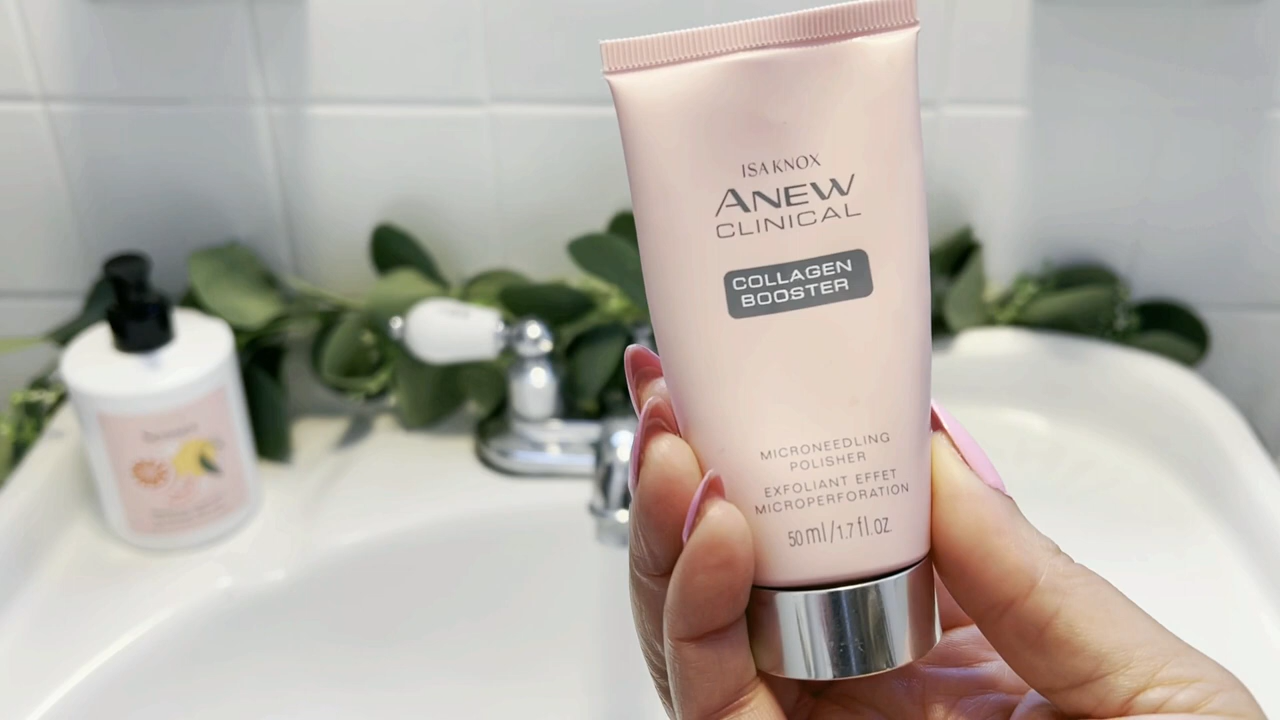 ISA KNOX
ANEW
CLINICAL
COLLAGEN
BOOSTER
MICRONEEDLING
POLISHER
EXFOLIANT EFFET
MICROPERFORATION
50 ml/1.7 fl.oz.